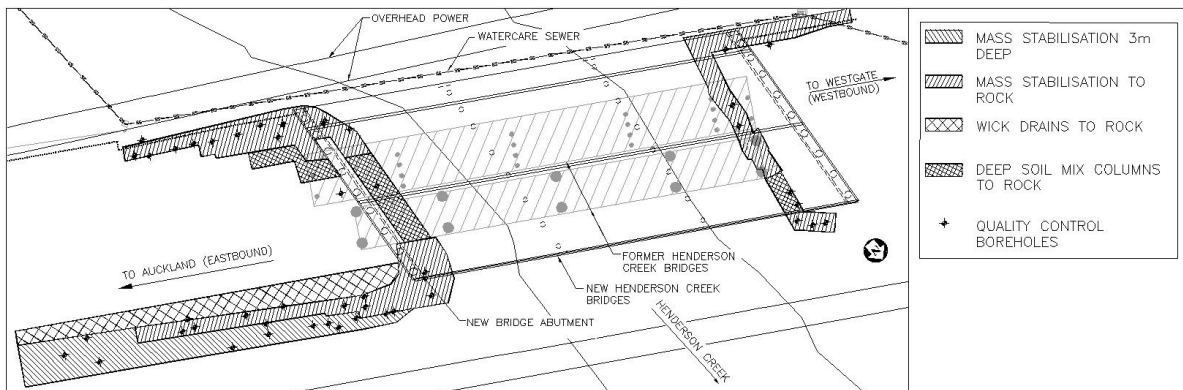 OVERHEAD POWER
WATERCARE SEWER
TO WESTGATE
(WESTBOUND)
TO AUCKLAND (EASTBOUND)
FORMER HENDERSON
CREEK BRIDGES
NEW HENDERSON CREEK
BRIDGES
NEW BRIDGE ABUTMENT
HENDERSON CREEK
MASS STABILISATION 3m
DEEP
MASS STABILISATION TO
ROCK
WICK DRAINS TO ROCK
DEEP SOIL MIX COLUMNS
TO ROCK
QUALITY CONTROL
BOREHOLES